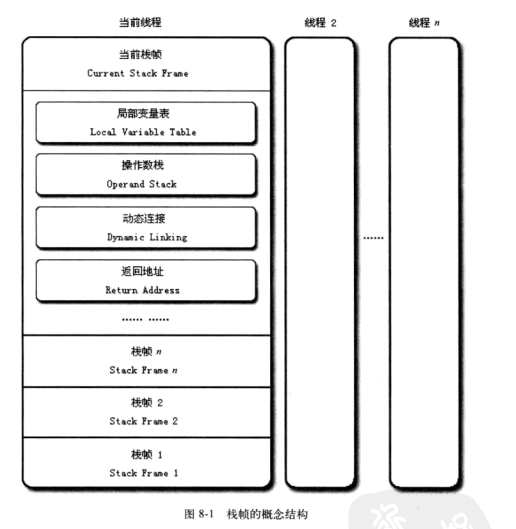 当前线程
线程 2
线程 n
当前栈帧
Current Stack Frame
局部变量表
Local Variable Table
操作数栈
Operand Stack
动态连接
Dynamic Linking
返回地址
Return Address
…… ……
……
栈帧 n
Stack Frame n
栈帧 2
Stack Frame 2
栈帧 1
Stack Frame 1
图 8-1 栈帧的概念结构